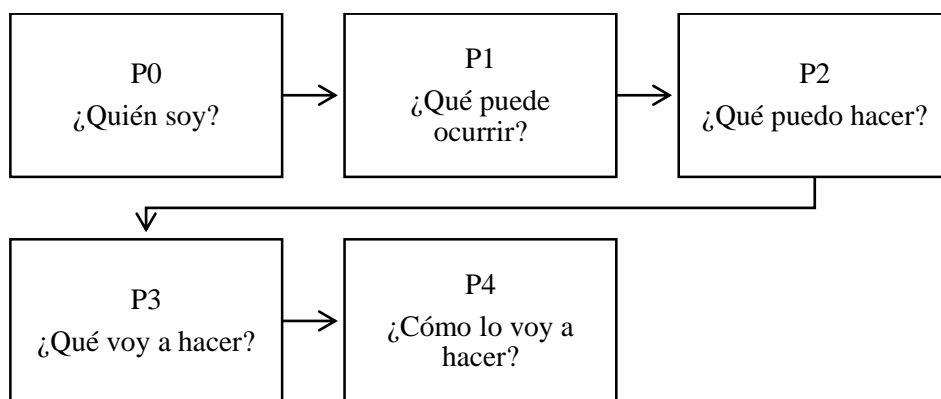 P0
¿Quién soy?
P1
¿Qué puede
ocurrir?
P2
¿Qué puedo hacer?
P3
¿Qué voy a hacer?
P4
¿Cómo lo voy a
hacer?